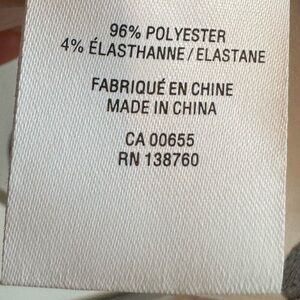 96% POLYESTER
4% ÉLASTHANNE / ELASTANE
FABRIQUÉ EN CHINE
MADE IN CHINA
CA 00655
RN 138760